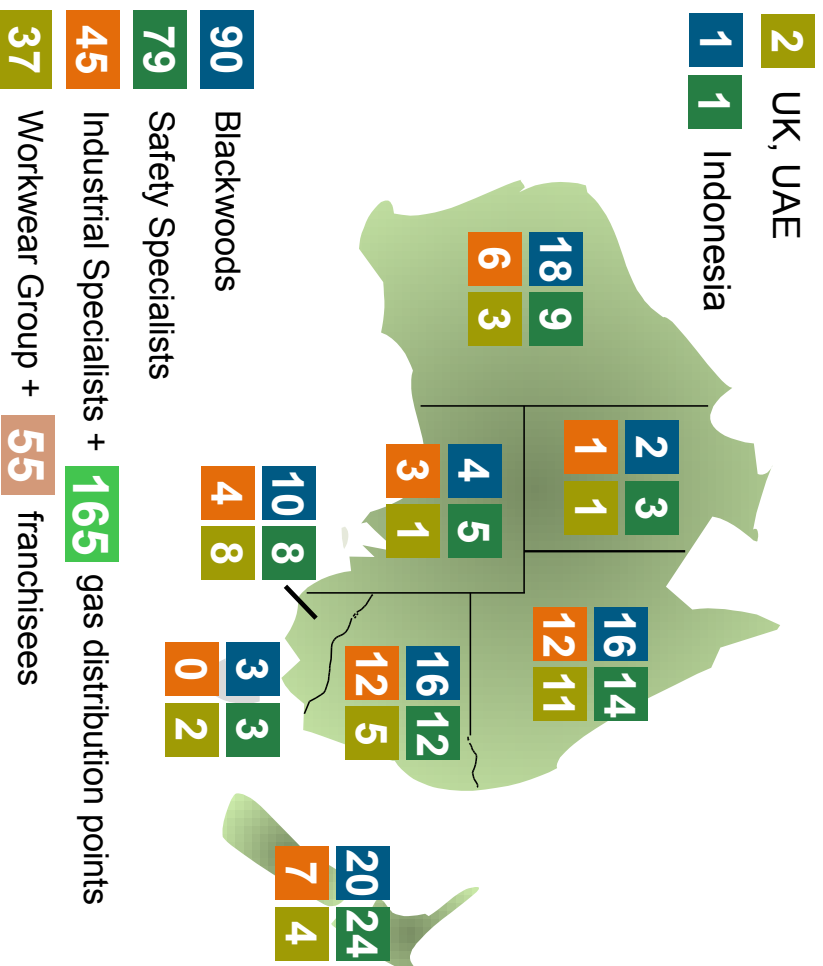 2 UK, UAE
1 1 Indonesia
18 9
6 3
2 3
1 1
4 5
3 1
16 14
12 11
16 12
12 5
10 8
4 8
3 3
0 2
20 24
7 4
90 Blackwoods
79 Safety Specialists
45 Industrial Specialists + 165 gas distribution points
37 Workwear Group + 55 franchisees